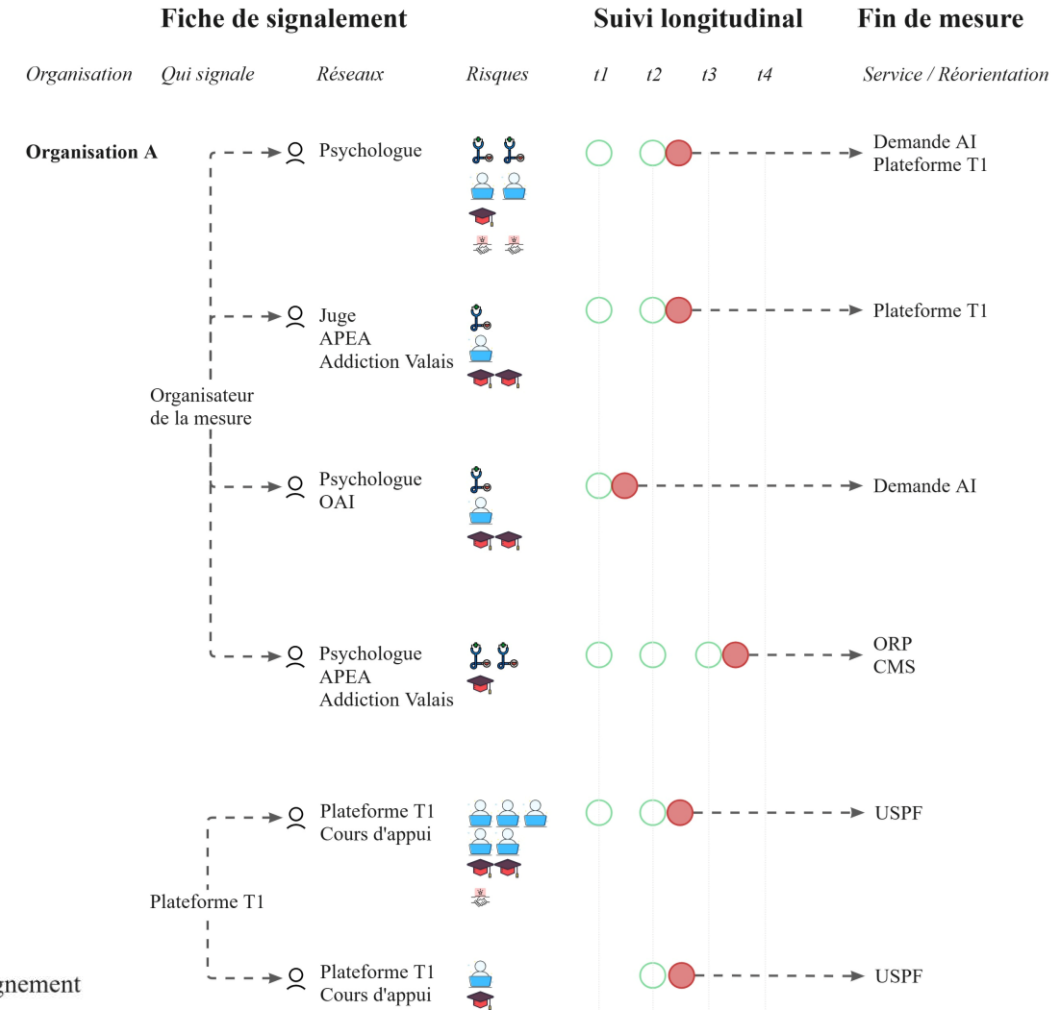 Fiche de signalement
Suivi longitudinal
Fin de mesure
Organisation
Qui signale
Réseaux
Risques
t1
t2
t3
t4
Service / Réorientation
Organisation A
Psychologue
Demande AI
Plateforme T1
Juge
APEA
Addiction Valais
Plateforme T1
Organisateur
de la mesure
Psychologue
OAI
Demande AI
Psychologue
APEA
Addiction Valais
ORP
CMS
Plateforme T1
Cours d'appui
USPF
Plateforme T1
Plateforme T1
Cours d'appui
USPF
gnement